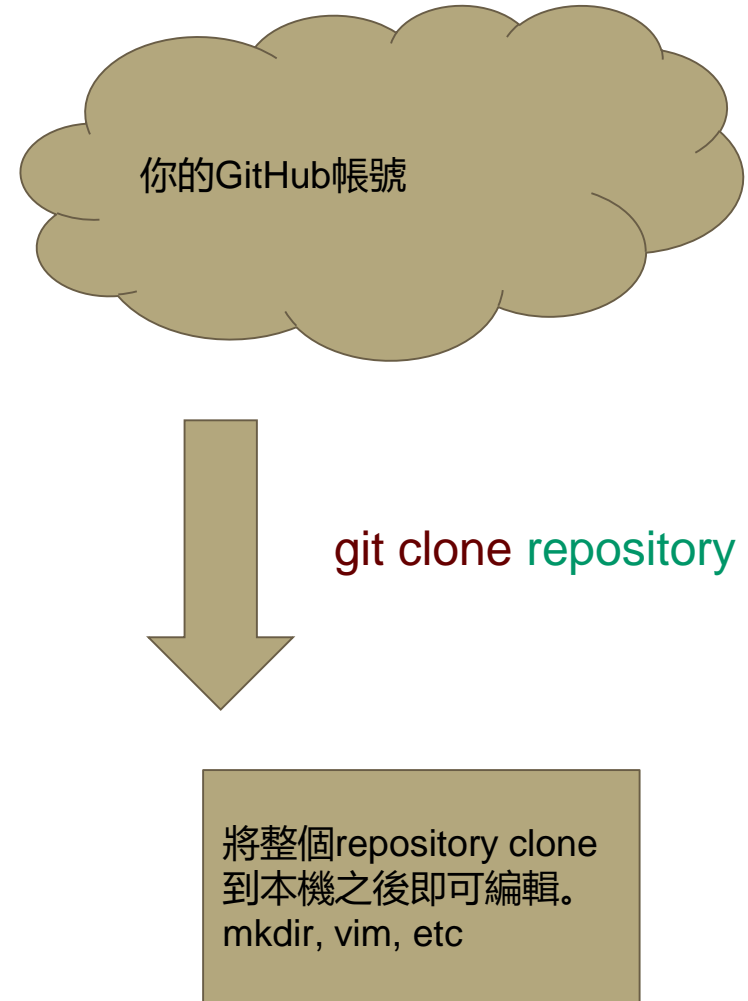 你的GitHub帳號
git clone repository
將整個repository clone
到本機之後即可編輯。
mkdir, vim, etc